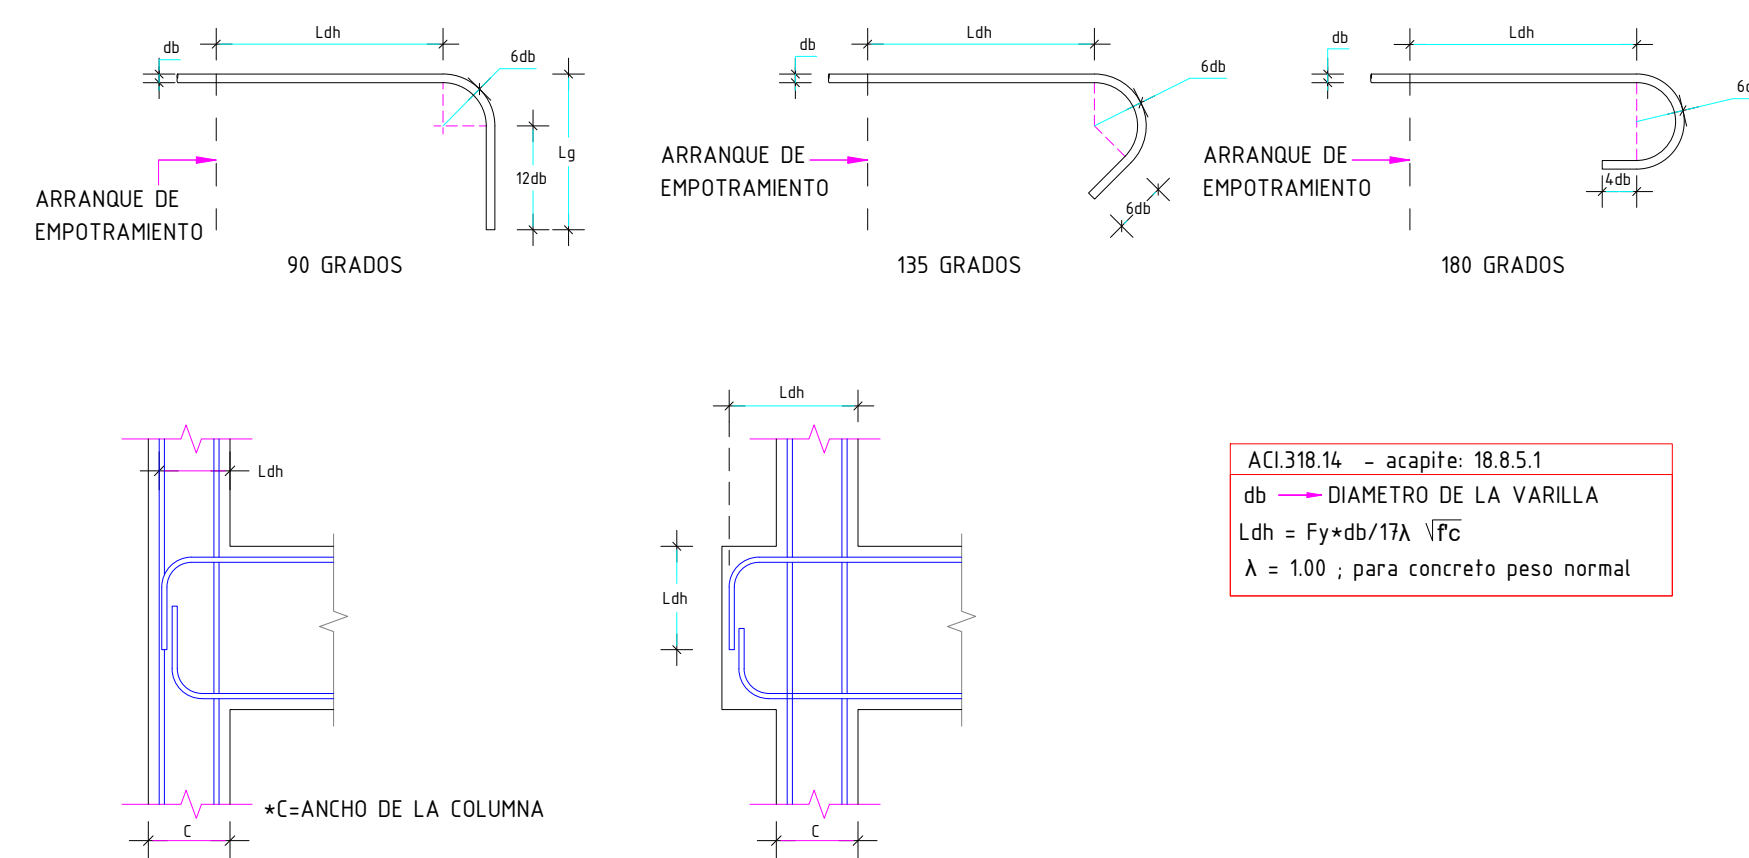 Ldh
db
6db
Lg
12db
ARRANQUE DE
EMPOTRAMIENTO
90 GRADOS
Ldh
db
6db
ARRANQUE DE
EMPOTRAMIENTO
6db
135 GRADOS
Ldh
db
ARRANQUE DE
EMPOTRAMIENTO
4db
180 GRADOS
Ldh
*C=ANCHO DE LA COLUMNA
C
Ldh
Ldh
C
ACI.318.14 - acapite: 18.8.5.1
db DIAMETRO DE LA VARILLA
Ldh = Fy*db/17λ √f'c
λ = 1.00 ; para concreto peso normal